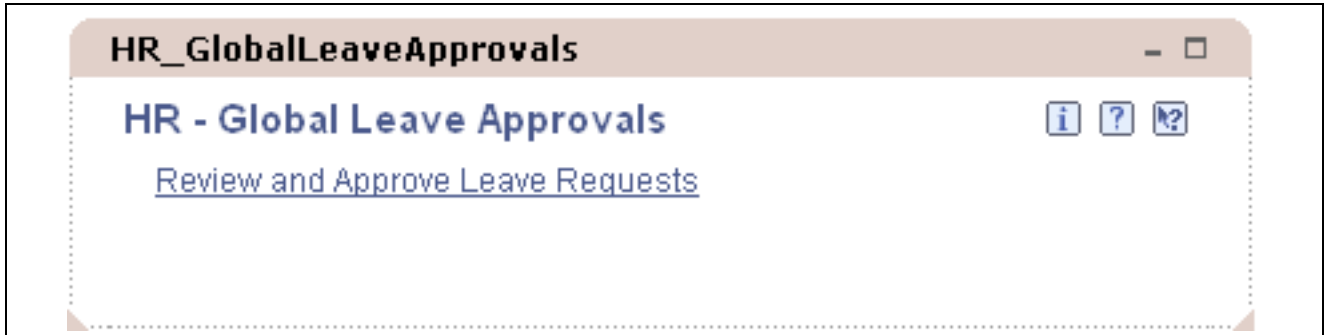 HR_GlobalLeaveApprovals
HR - Global Leave Approvals
Review and Approve Leave Requests